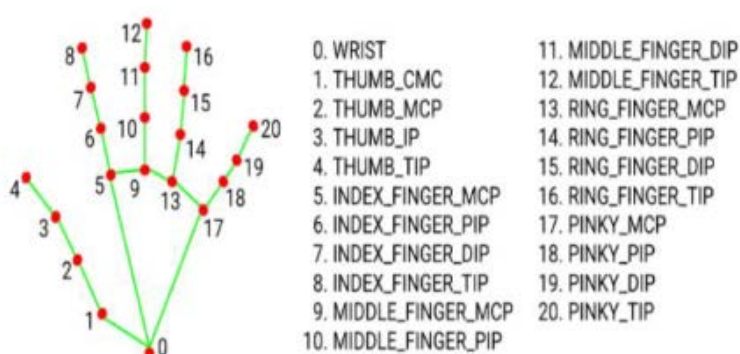 12
8
16
11
7
15
10
20
6
14
4
19
5
9
13
18
3
17
2
1
0
0. WRIST
1. THUMB_CMC
2. THUMB_MCP
3. THUMB_IP
4. THUMB_TIP
5. INDEX_FINGER_MCP
6. INDEX_FINGER_PIP
7. INDEX_FINGER_DIP
8. INDEX_FINGER_TIP
9. MIDDLE_FINGER_MCP
10. MIDDLE_FINGER_PIP
11. MIDDLE_FINGER_DIP
12. MIDDLE_FINGER_TIP
13. RING_FINGER_MCP
14. RING_FINGER_PIP
15. RING_FINGER_DIP
16. RING_FINGER_TIP
17. PINKY_MCP
18. PINKY_PIP
19. PINKY_DIP
20. PINKY_TIP